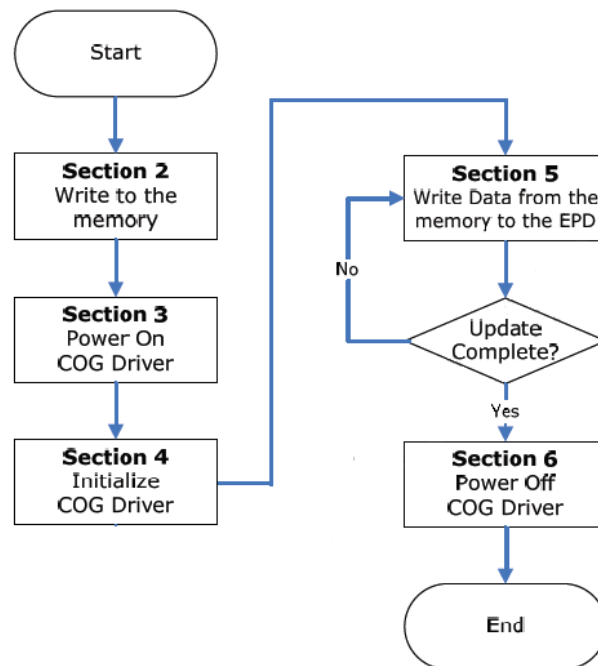 Start
Section 2
Write to the
memory
Section 3
Power On
COG Driver
Section 4
Initialize
COG Driver
Section 5
Write Data from the
memory to the EPD
No
Update
Complete?
Yes
Section 6
Power Off
COG Driver
End